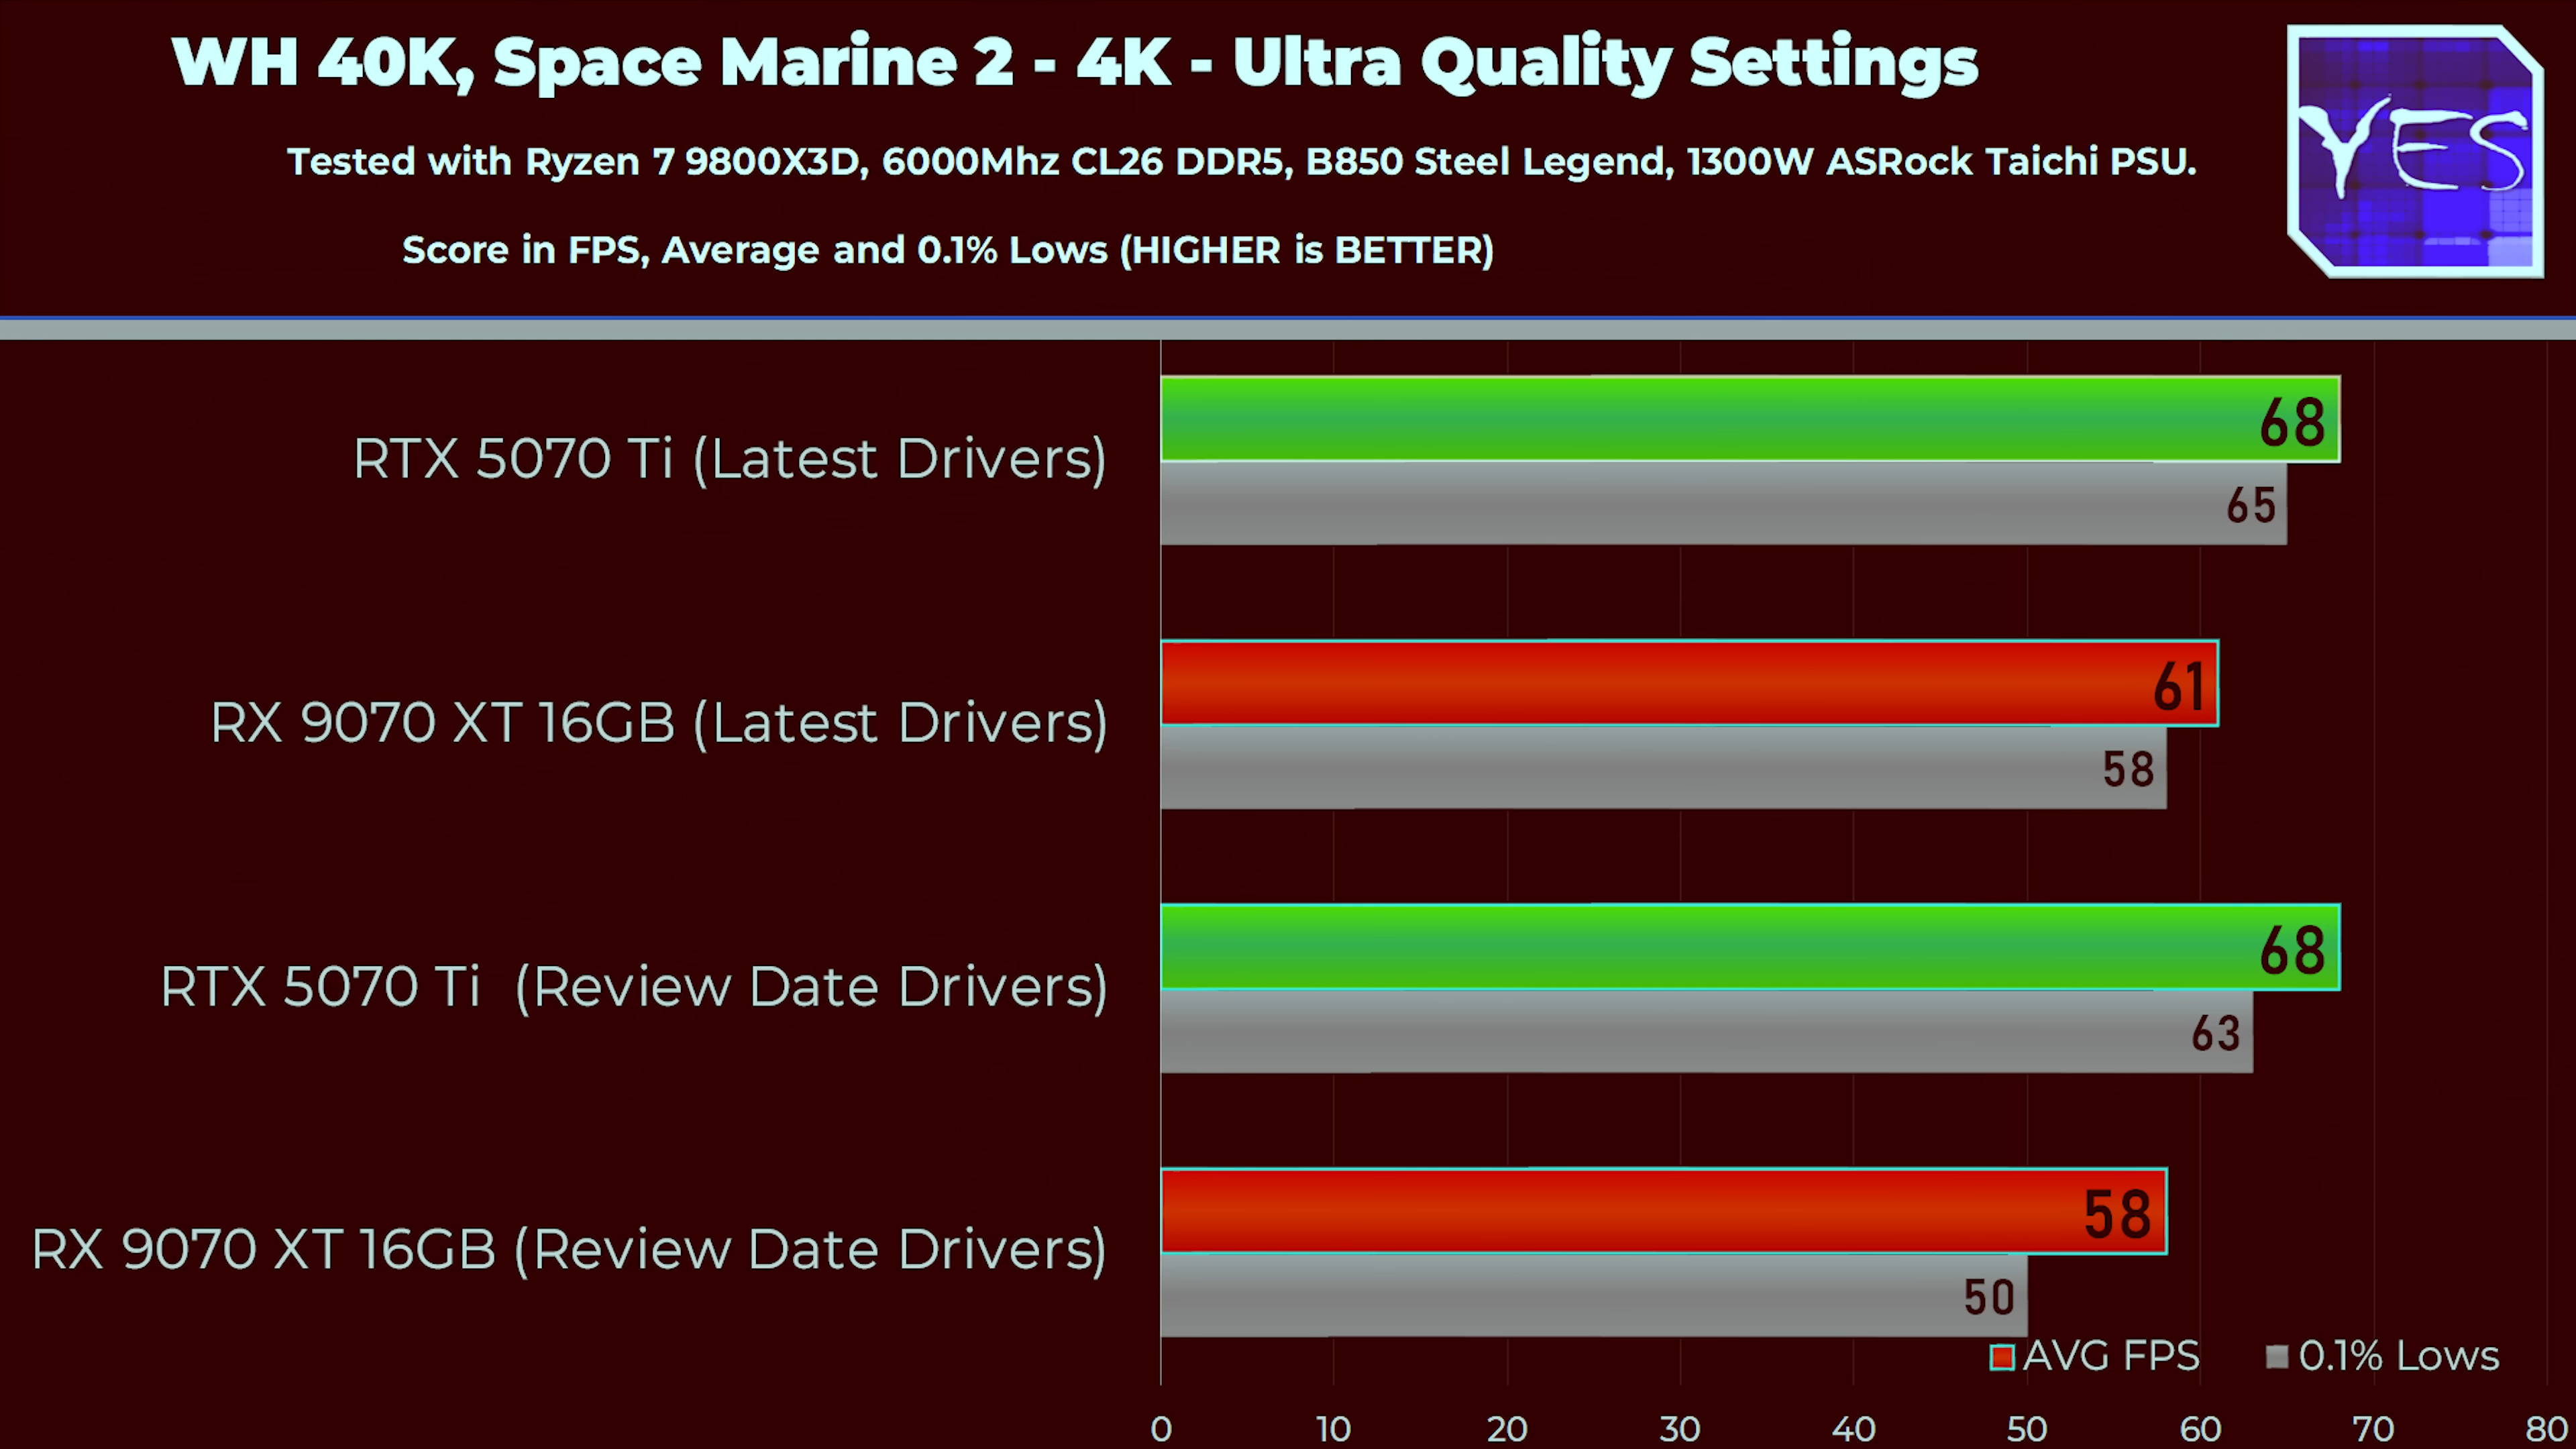 WH 40K, Space Marine 2 - 4K - Ultra Quality Settings
YES
Tested with Ryzen 7 9800X3D, 6000Mhz CL26 DDR5, B850 Steel Legend, 1300W ASRock Taichi PSU.
Score in FPS, Average and 0.1% Lows (HIGHER is BETTER)
68
RTX 5070 Ti (Latest Drivers)
65
61
RX 9070 XT 16GB (Latest Drivers)
58
68
RTX 5070 Ti (Review Date Drivers)
63
58
RX 9070 XT 16GB (Review Date Drivers)
50
AVG FPS 0.1% Lows
0 10 20 30 40 50 60 70 80